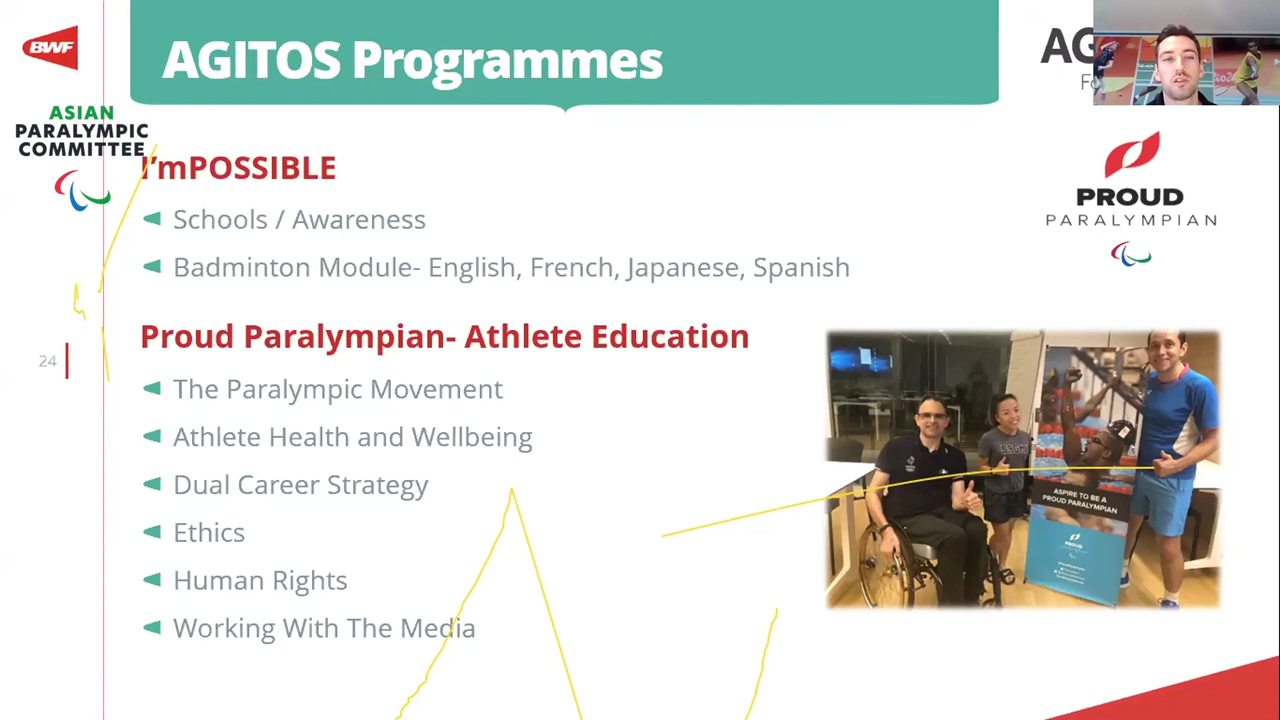 BWF
AGITOS Programmes
AG
ASIAN
PARALYMPIC
COMMITTEE
I'mPOSSIBLE
Schools / Awareness
Badminton Module- English, French, Japanese, Spanish
PROUD
PARALYMPIAN
Proud Paralympian- Athlete Education
24
The Paralympic Movement
Athlete Health and Wellbeing
Dual Career Strategy
Ethics
Human Rights
Working With The Media
ASPIRE TO BE A
PROUD PARALYMPIAN
PROUD